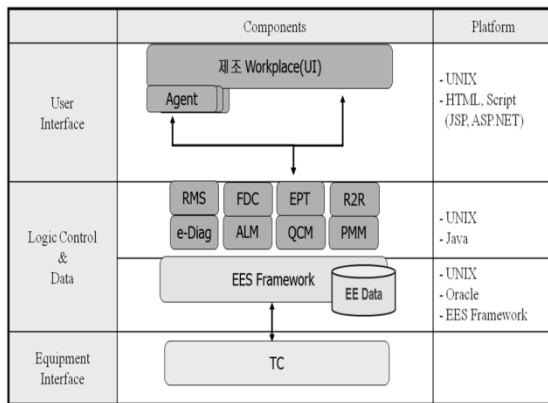 Components
Platform
User
Interface
제조 Workplace(UI)
Agent
- UNIX
- HTML, Script
(JSP, ASP.NET)
Logic Control
&
Data
RMS FDC EPT R2R
e-Diag ALM QCM PMM
- UNIX
- Java
EES Framework
EE Data
- UNIX
- Oracle
- EES Framework
Equipment
Interface
TC